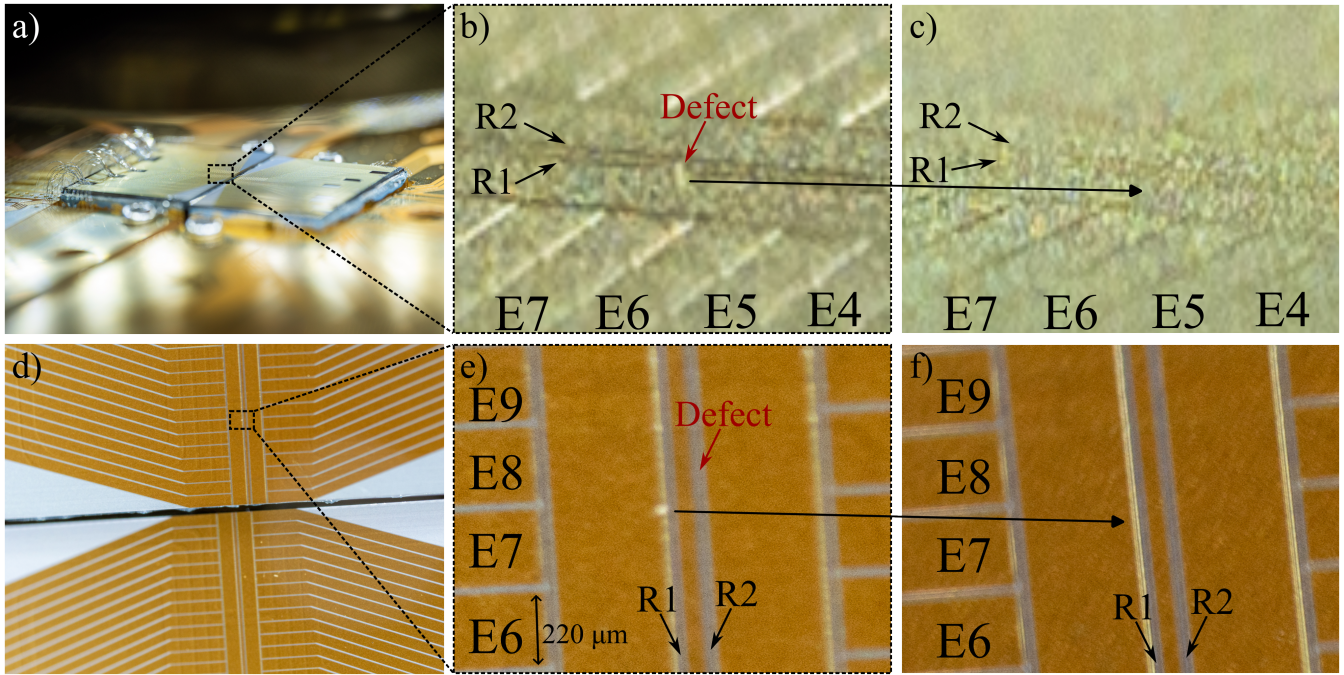 a)
b)
Defect
R2
R1
E7 E6 E5 E4
c)
R2
R1
E7 E6 E5 E4
d)
e)
E9
Defect
E8
E7
R1 R2
E6 220 μm
f)
E9
E8
E7
R1 R2
E6